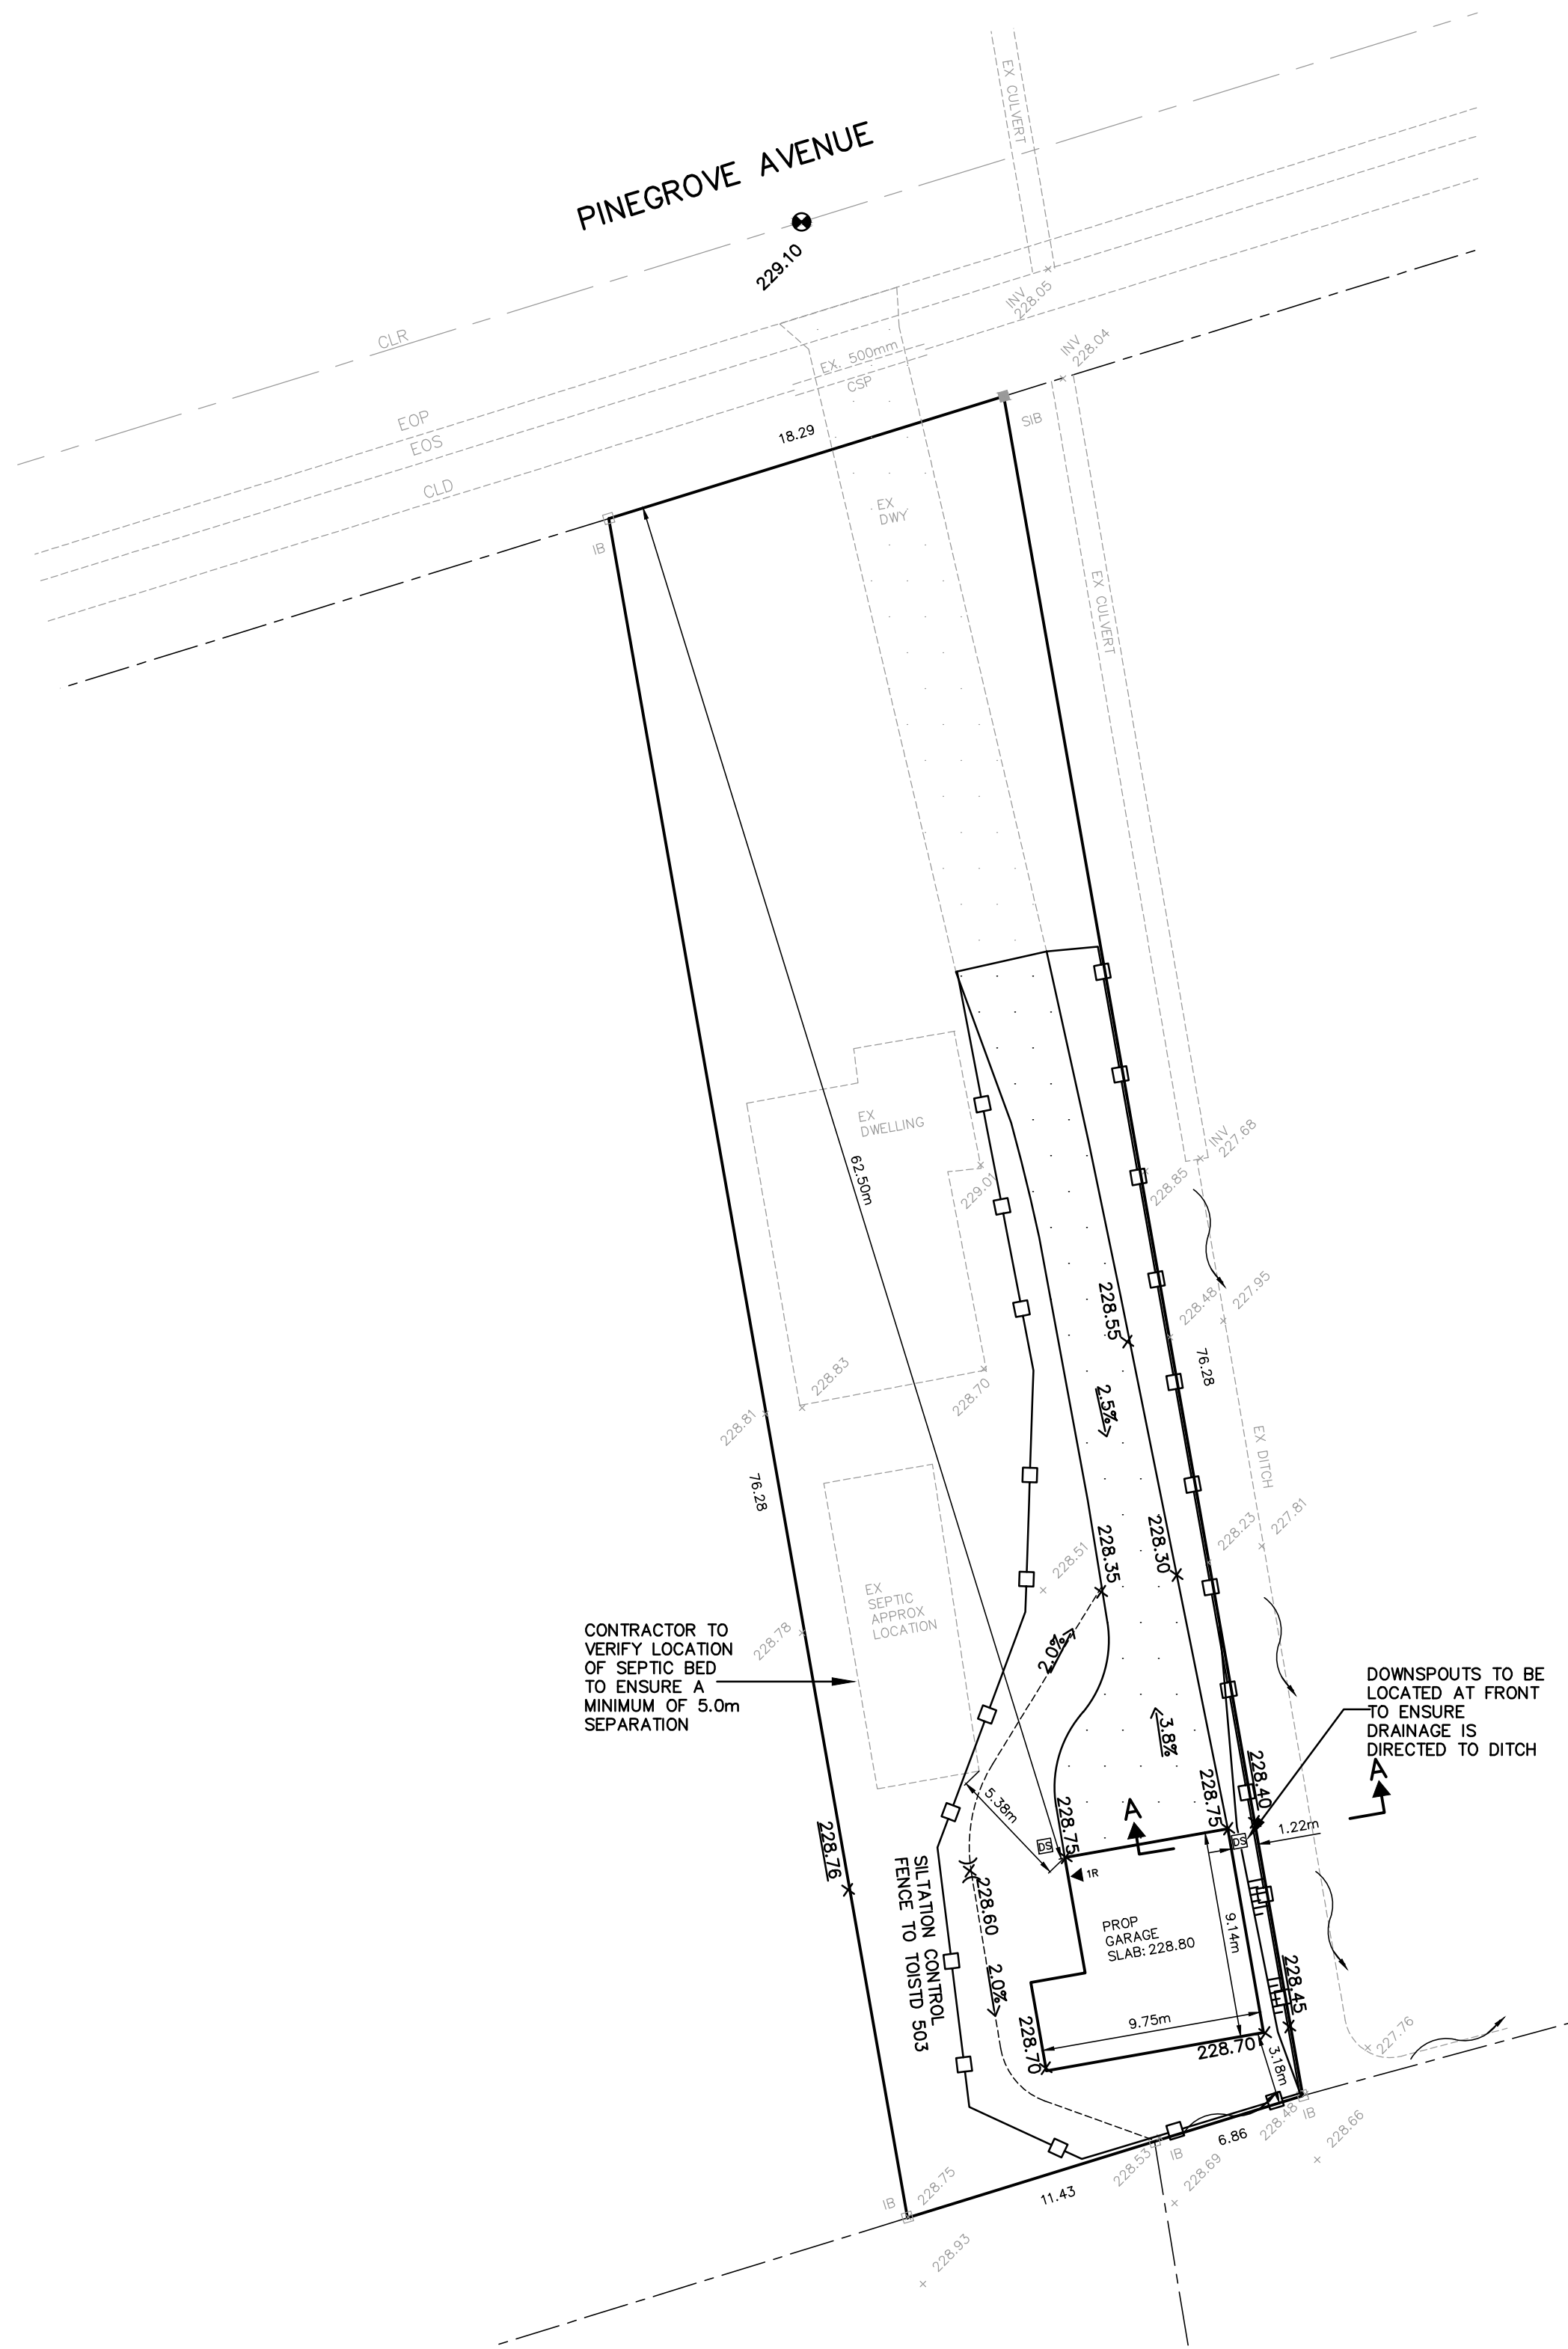 EX CULVERT
PINEGROVE AVENUE
229.10
CLR
INV
228.05
INV
228.04
EX. 500mm
CSP
EOP
EOS
CLD
SIB
18.29
IB
EX
DWY
EX CULVERT
EX
DWELLING
62.50m
229.01
INV
227.68
228.85
228.48
227.95
228.55
76.28
2.5%
228.83
228.81
228.70
76.28
EX DITCH
228.23
227.81
228.30
228.35
228.51
EX
SEPTIC
APPROX
LOCATION
228.78
CONTRACTOR TO
VERIFY LOCATION
OF SEPTIC BED
TO ENSURE A
MINIMUM OF 5.0m
SEPARATION
2.0%
DOWNSPOUTS TO BE
LOCATED AT FRONT
TO ENSURE
DRAINAGE IS
DIRECTED TO DITCH
3.8%
A
A
228.40
228.75
228.75
5.38m
1.22m
DS
DS
1R
228.76
SILTATION CONTROL
FENCE TO TOISTD 503
228.60
PROP
GARAGE
SLAB: 228.80
9.14m
2.0%
228.45
9.75m
228.70
228.70
3.18m
227.76
228.48
IB
228.66
6.86
228.53
IB
228.69
IB
228.75
11.43
228.93